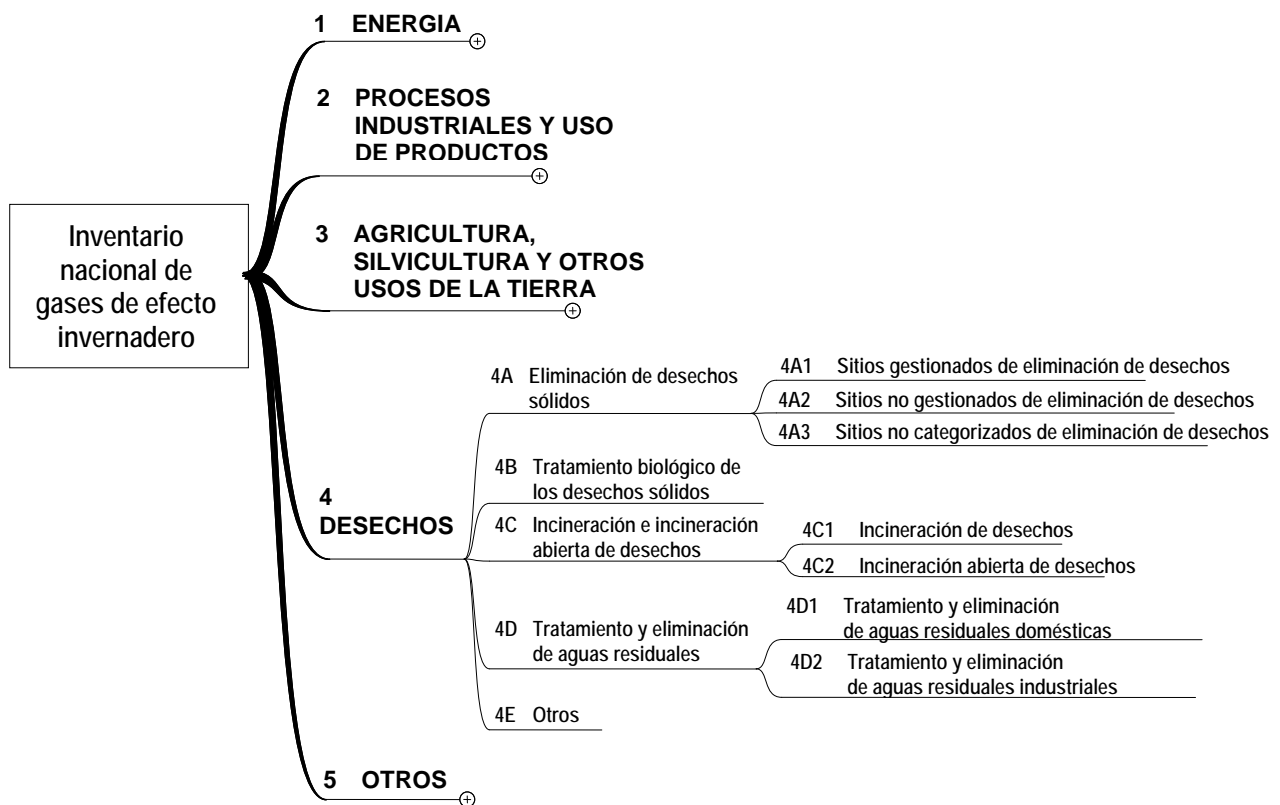 1 ENERGIA
2 PROCESOS
INDUSTRIALES Y USO
DE PRODUCTOS
Inventario
nacional de
gases de efecto
invernadero
3 AGRICULTURA,
SILVICULTURA Y OTROS
USOS DE LA TIERRA
4
DESECHOS
4A Eliminación de desechos
sólidos
4A1 Sitios gestionados de eliminación de desechos
4A2 Sitios no gestionados de eliminación de desechos
4A3 Sitios no categorizados de eliminación de desechos
4B Tratamiento biológico de
los desechos sólidos
4C Incineración e incineración
abierta de desechos
4C1 Incineración de desechos
4C2 Incineración abierta de desechos
4D Tratamiento y eliminación
de aguas residuales
4D1 Tratamiento y eliminación
de aguas residuales domésticas
4D2 Tratamiento y eliminación
de aguas residuales industriales
4E Otros
5 OTROS